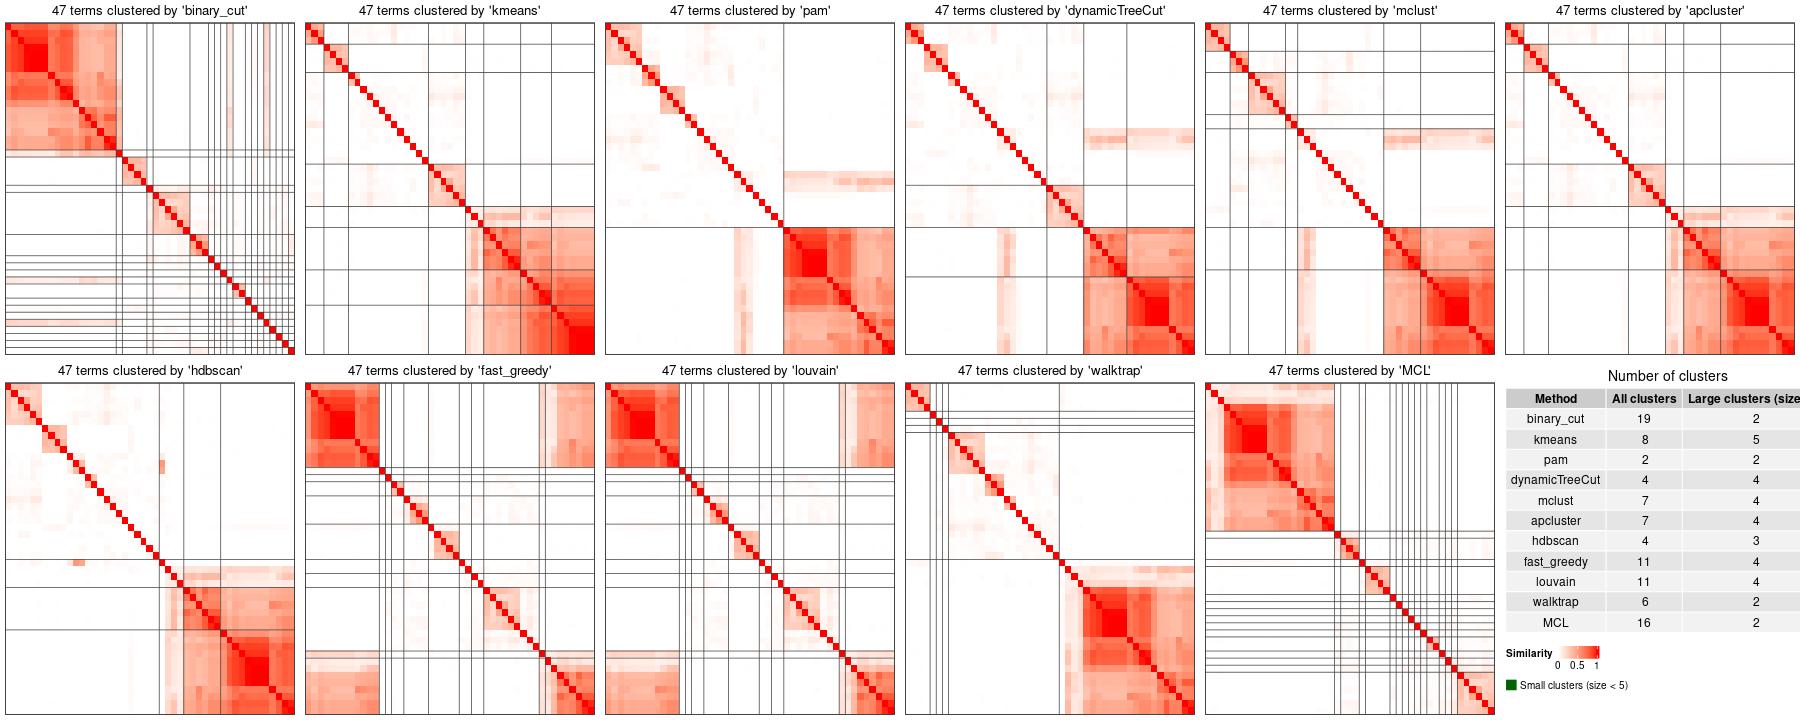 47 terms clustered by 'binary_cut'
47 terms clustered by 'kmeans'
47 terms clustered by 'pam'
47 terms clustered by 'dynamicTreeCut'
47 terms clustered by 'mclust'
47 terms clustered by 'apcluster'
47 terms clustered by 'hdbscan'
47 terms clustered by 'fast_greedy'
47 terms clustered by 'louvain'
47 terms clustered by 'walktrap'
47 terms clustered by 'MCL'
Number of clusters
Method All clusters Large clusters (size
binary_cut 19 2
kmeans 8 5
pam 2 2
dynamicTreeCut 4 4
mclust 7 4
apcluster 7 4
hdbscan 4 3
fast_greedy 11 4
louvain 11 4
walktrap 6 2
MCL 16 2
Similarity
0 0.5 1
Small clusters (size < 5)